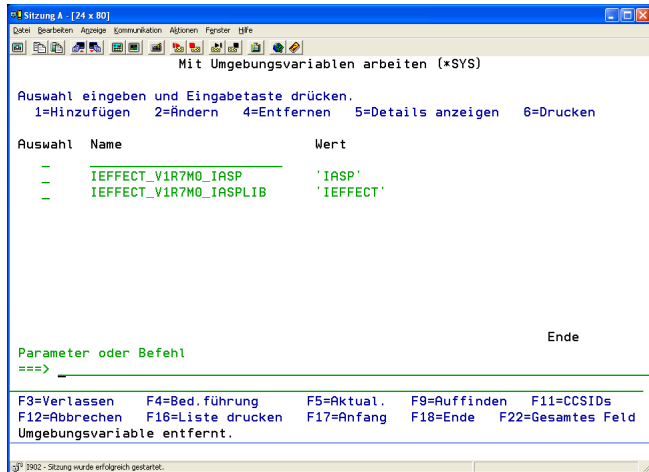 Sitzung A - [24 x 80]
Datei Bearbeiten Anzeige Kommunikation Aktionen Fenster Hilfe
Mit Umgebungsvariablen arbeiten (*SYS)
Auswahl eingeben und Eingabetaste drücken.
1=Hinzufügen 2=Ändern 4=Entfernen 5=Details anzeigen 6=Drucken
Auswahl Name Wert
_ ________________________
_ IEFFECT_V1R7M0_IASP 'IASP'
_ IEFFECT_V1R7M0_IASPLIB 'IEFFECT'
Ende
Parameter oder Befehl
===> _
F3=Verlassen F4=Bed.führung F5=Aktual. F9=Auffinden F11=CCSIDs
F12=Abbrechen F16=Liste drucken F17=Anfang F18=Ende F22=Gesamtes Feld
Umgebungsvariable entfernt.
I902 - Sitzung wurde erfolgreich gestartet.